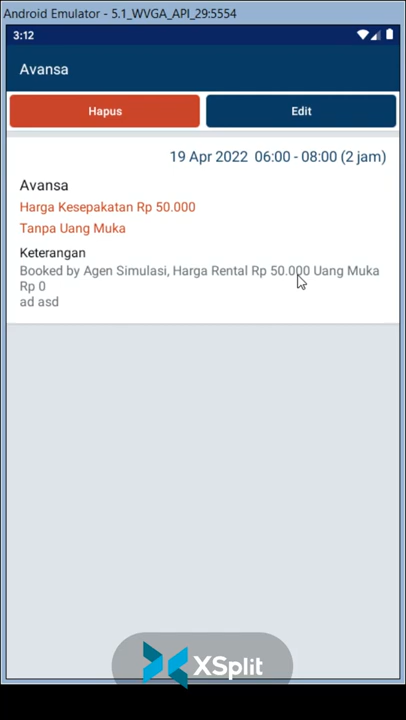 Android Emulator - 5.1_WVGA_API_29:5554
3:12
Avansa
Hapus
Edit
19 Apr 2022  06:00 - 08:00 (2 jam)
Avansa
Harga Kesepakatan Rp 50.000
Tanpa Uang Muka
Keterangan
Booked by Agen Simulasi, Harga Rental Rp 50.000 Uang Muka
Rp 0
ad asd
XSplit